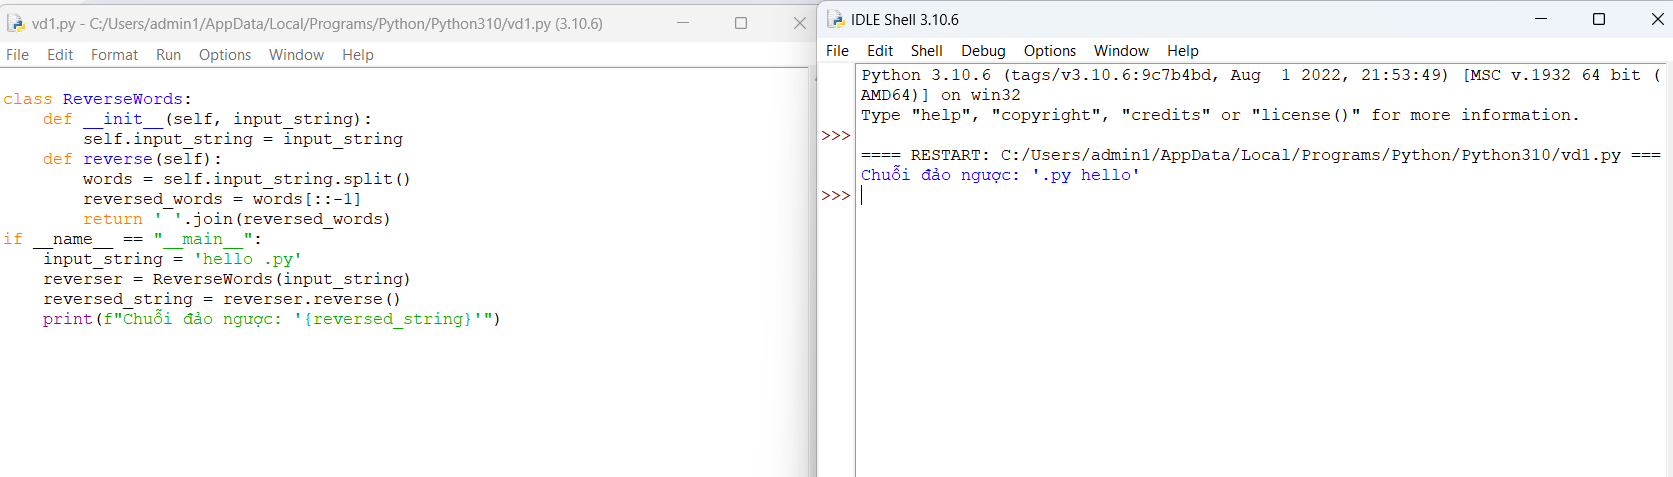 vd1.py - C:/Users/admin1/AppData/Local/Programs/Python/Python310/vd1.py (3.10.6)
File Edit Format Run Options Window Help
class ReverseWords:
    def __init__(self, input_string):
        self.input_string = input_string
    def reverse(self):
        words = self.input_string.split()
        reversed_words = words[::-1]
        return ' '.join(reversed_words)
if __name__ == "__main__":
    input_string = 'hello .py'
    reverser = ReverseWords(input_string)
    reversed_string = reverser.reverse()
    print(f"Chuỗi đảo ngược: '{reversed_string}'")
IDLE Shell 3.10.6
File Edit Shell Debug Options Window Help
Python 3.10.6 (tags/v3.10.6:9c7b4bd, Aug  1 2022, 21:53:49) [MSC v.1932 64 bit (
AMD64)] on win32
Type "help", "copyright", "credits" or "license()" for more information.
>>>
==== RESTART: C:/Users/admin1/AppData/Local/Programs/Python/Python310/vd1.py ===
Chuỗi đảo ngược: '.py hello'
>>>